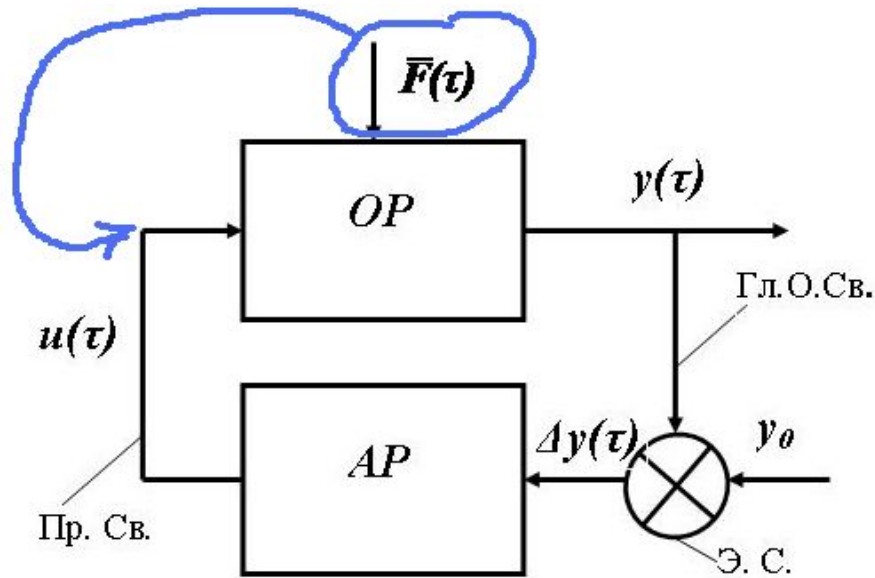 F̅(τ)
ОР
y(τ)
Гл.О.Св.
u(τ)
АР
Δy(τ)
y₀
Пр. Св.
Э. С.